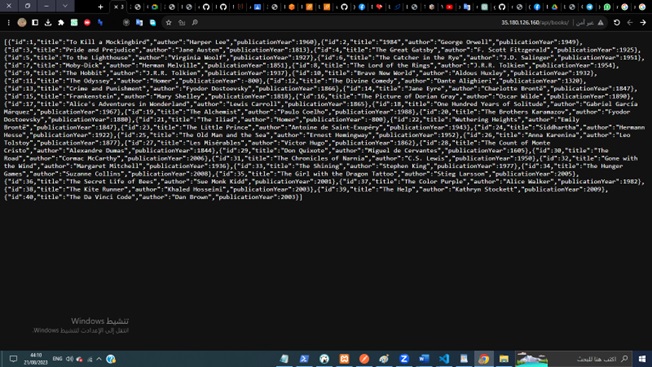 35.180.126.160/api/books/
غير آمن
[{"id":1,"title":"To Kill a Mockingbird","author":"Harper Lee","publicationYear":1960},{"id":2,"title":"1984","author":"George Orwell","publicationYear":1949},
{"id":3,"title":"Pride and Prejudice","author":"Jane Austen","publicationYear":1813},{"id":4,"title":"The Great Gatsby","author":"F. Scott Fitzgerald","publicationYear":1925},
{"id":5,"title":"To the Lighthouse","author":"Virginia Woolf","publicationYear":1927},{"id":6,"title":"The Catcher in the Rye","author":"J.D. Salinger","publicationYear":1951},
{"id":7,"title":"Moby-Dick","author":"Herman Melville","publicationYear":1851},{"id":8,"title":"The Lord of the Rings","author":"J.R.R. Tolkien","publicationYear":1954},
{"id":9,"title":"The Hobbit","author":"J.R.R. Tolkien","publicationYear":1937},{"id":10,"title":"Brave New World","author":"Aldous Huxley","publicationYear":1932},
{"id":11,"title":"The Odyssey","author":"Homer","publicationYear":-800},{"id":12,"title":"The Divine Comedy","author":"Dante Alighieri","publicationYear":1320},
{"id":13,"title":"Crime and Punishment","author":"Fyodor Dostoevsky","publicationYear":1866},{"id":14,"title":"Jane Eyre","author":"Charlotte Brontë","publicationYear":1847},
{"id":15,"title":"Frankenstein","author":"Mary Shelley","publicationYear":1818},{"id":16,"title":"The Picture of Dorian Gray","author":"Oscar Wilde","publicationYear":1890},
{"id":17,"title":"Alice's Adventures in Wonderland","author":"Lewis Carroll","publicationYear":1865},{"id":18,"title":"One Hundred Years of Solitude","author":"Gabriel García
Márquez","publicationYear":1967},{"id":19,"title":"The Alchemist","author":"Paulo Coelho","publicationYear":1988},{"id":20,"title":"The Brothers Karamazov","author":"Fyodor
Dostoevsky","publicationYear":1880},{"id":21,"title":"The Iliad","author":"Homer","publicationYear":-800},{"id":22,"title":"Wuthering Heights","author":"Emily
Brontë","publicationYear":1847},{"id":23,"title":"The Little Prince","author":"Antoine de Saint-Exupéry","publicationYear":1943},{"id":24,"title":"Siddhartha","author":"Hermann
Hesse","publicationYear":1922},{"id":25,"title":"The Old Man and the Sea","author":"Ernest Hemingway","publicationYear":1952},{"id":26,"title":"Anna Karenina","author":"Leo
Tolstoy","publicationYear":1877},{"id":27,"title":"Les Misérables","author":"Victor Hugo","publicationYear":1862},{"id":28,"title":"The Count of Monte
Cristo","author":"Alexandre Dumas","publicationYear":1844},{"id":29,"title":"Don Quixote","author":"Miguel de Cervantes","publicationYear":1605},{"id":30,"title":"The
Road","author":"Cormac McCarthy","publicationYear":2006},{"id":31,"title":"The Chronicles of Narnia","author":"C.S. Lewis","publicationYear":1950},{"id":32,"title":"Gone with
the Wind","author":"Margaret Mitchell","publicationYear":1936},{"id":33,"title":"The Shining","author":"Stephen King","publicationYear":1977},{"id":34,"title":"The Hunger
Games","author":"Suzanne Collins","publicationYear":2008},{"id":35,"title":"The Girl with the Dragon Tattoo","author":"Stieg Larsson","publicationYear":2005},
{"id":36,"title":"The Secret Life of Bees","author":"Sue Monk Kidd","publicationYear":2001},{"id":37,"title":"The Color Purple","author":"Alice Walker","publicationYear":1982},
{"id":38,"title":"The Kite Runner","author":"Khaled Hosseini","publicationYear":2003},{"id":39,"title":"The Help","author":"Kathryn Stockett","publicationYear":2009},
{"id":40,"title":"The Da Vinci Code","author":"Dan Brown","publicationYear":2003}]
تنشيط Windows
انتقل إلى الإعدادات لتنشيط Windows.
ENG
21/08/2023
اكتب هنا للبحث